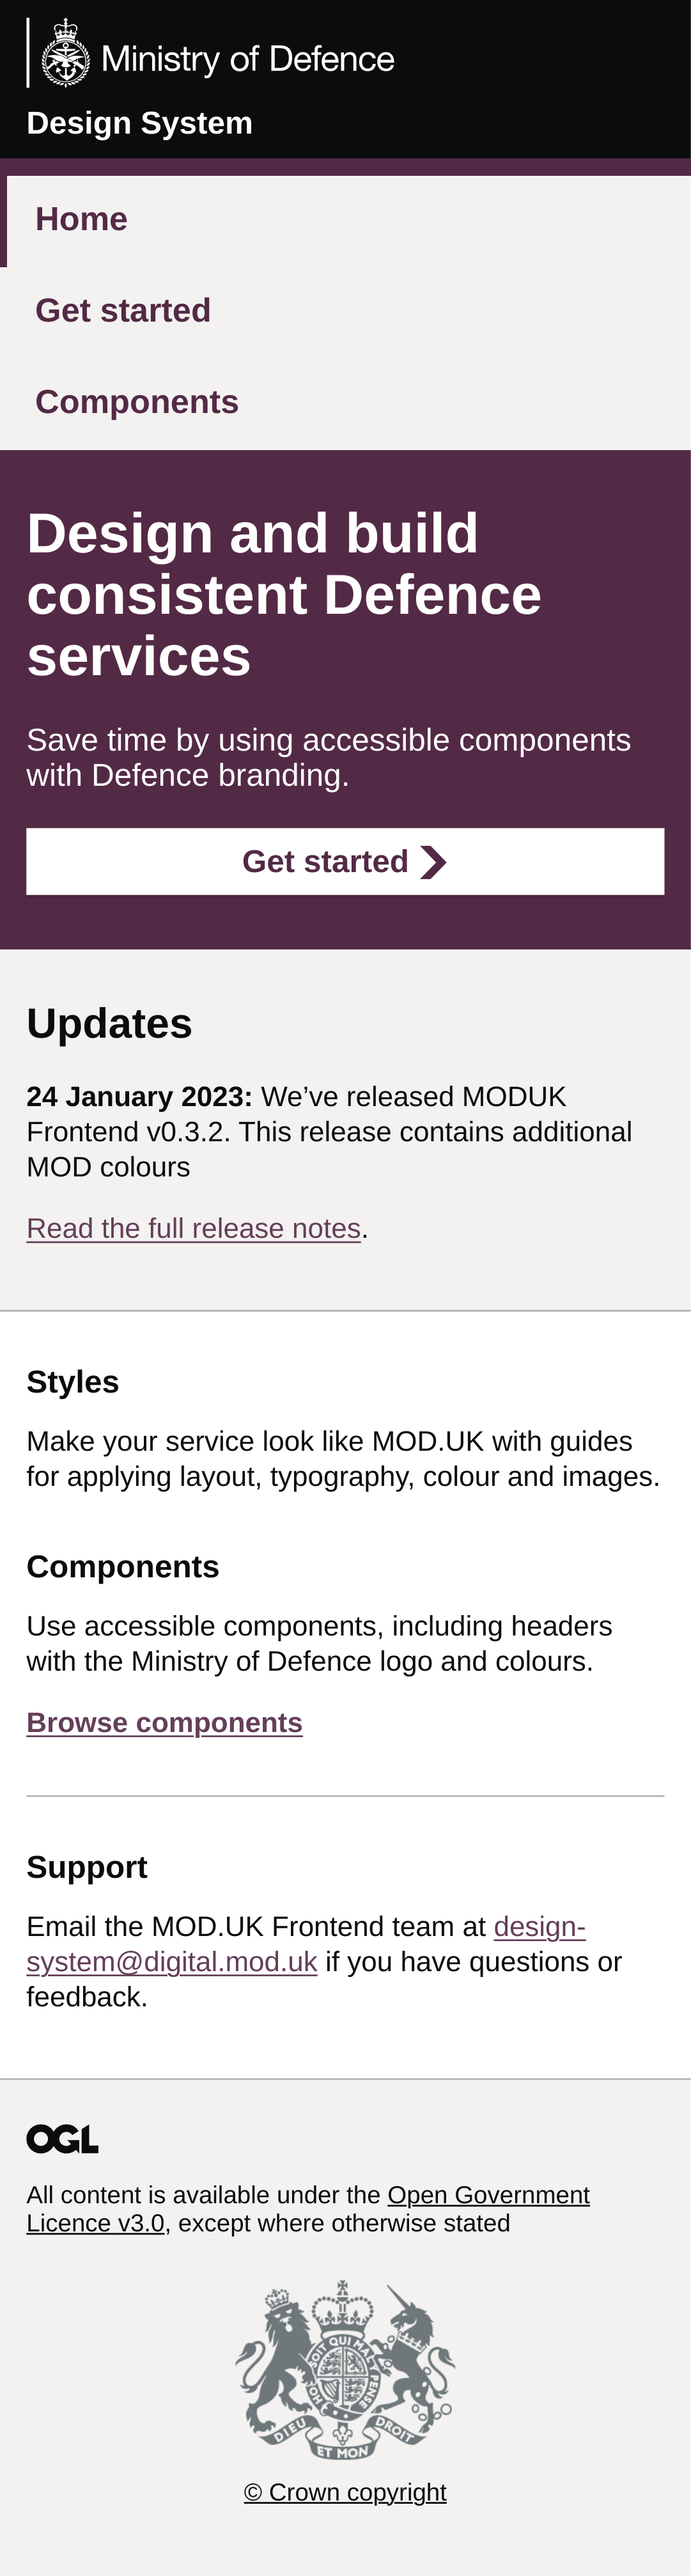 Ministry of Defence
Design System
Home
Get started
Components
Design and build
consistent Defence
services
Save time by using accessible components
with Defence branding.
Get started
Updates
24 January 2023: We’ve released MODUK
Frontend v0.3.2. This release contains additional
MOD colours
Read the full release notes.
Styles
Make your service look like MOD.UK with guides
for applying layout, typography, colour and images.
Components
Use accessible components, including headers
with the Ministry of Defence logo and colours.
Browse components
Support
Email the MOD.UK Frontend team at design-
system@digital.mod.uk if you have questions or
feedback.
OGL
All content is available under the Open Government
Licence v3.0, except where otherwise stated
SOIT QUI MAL Y PENSE
HON
DIEU ET MON DROIT
© Crown copyright